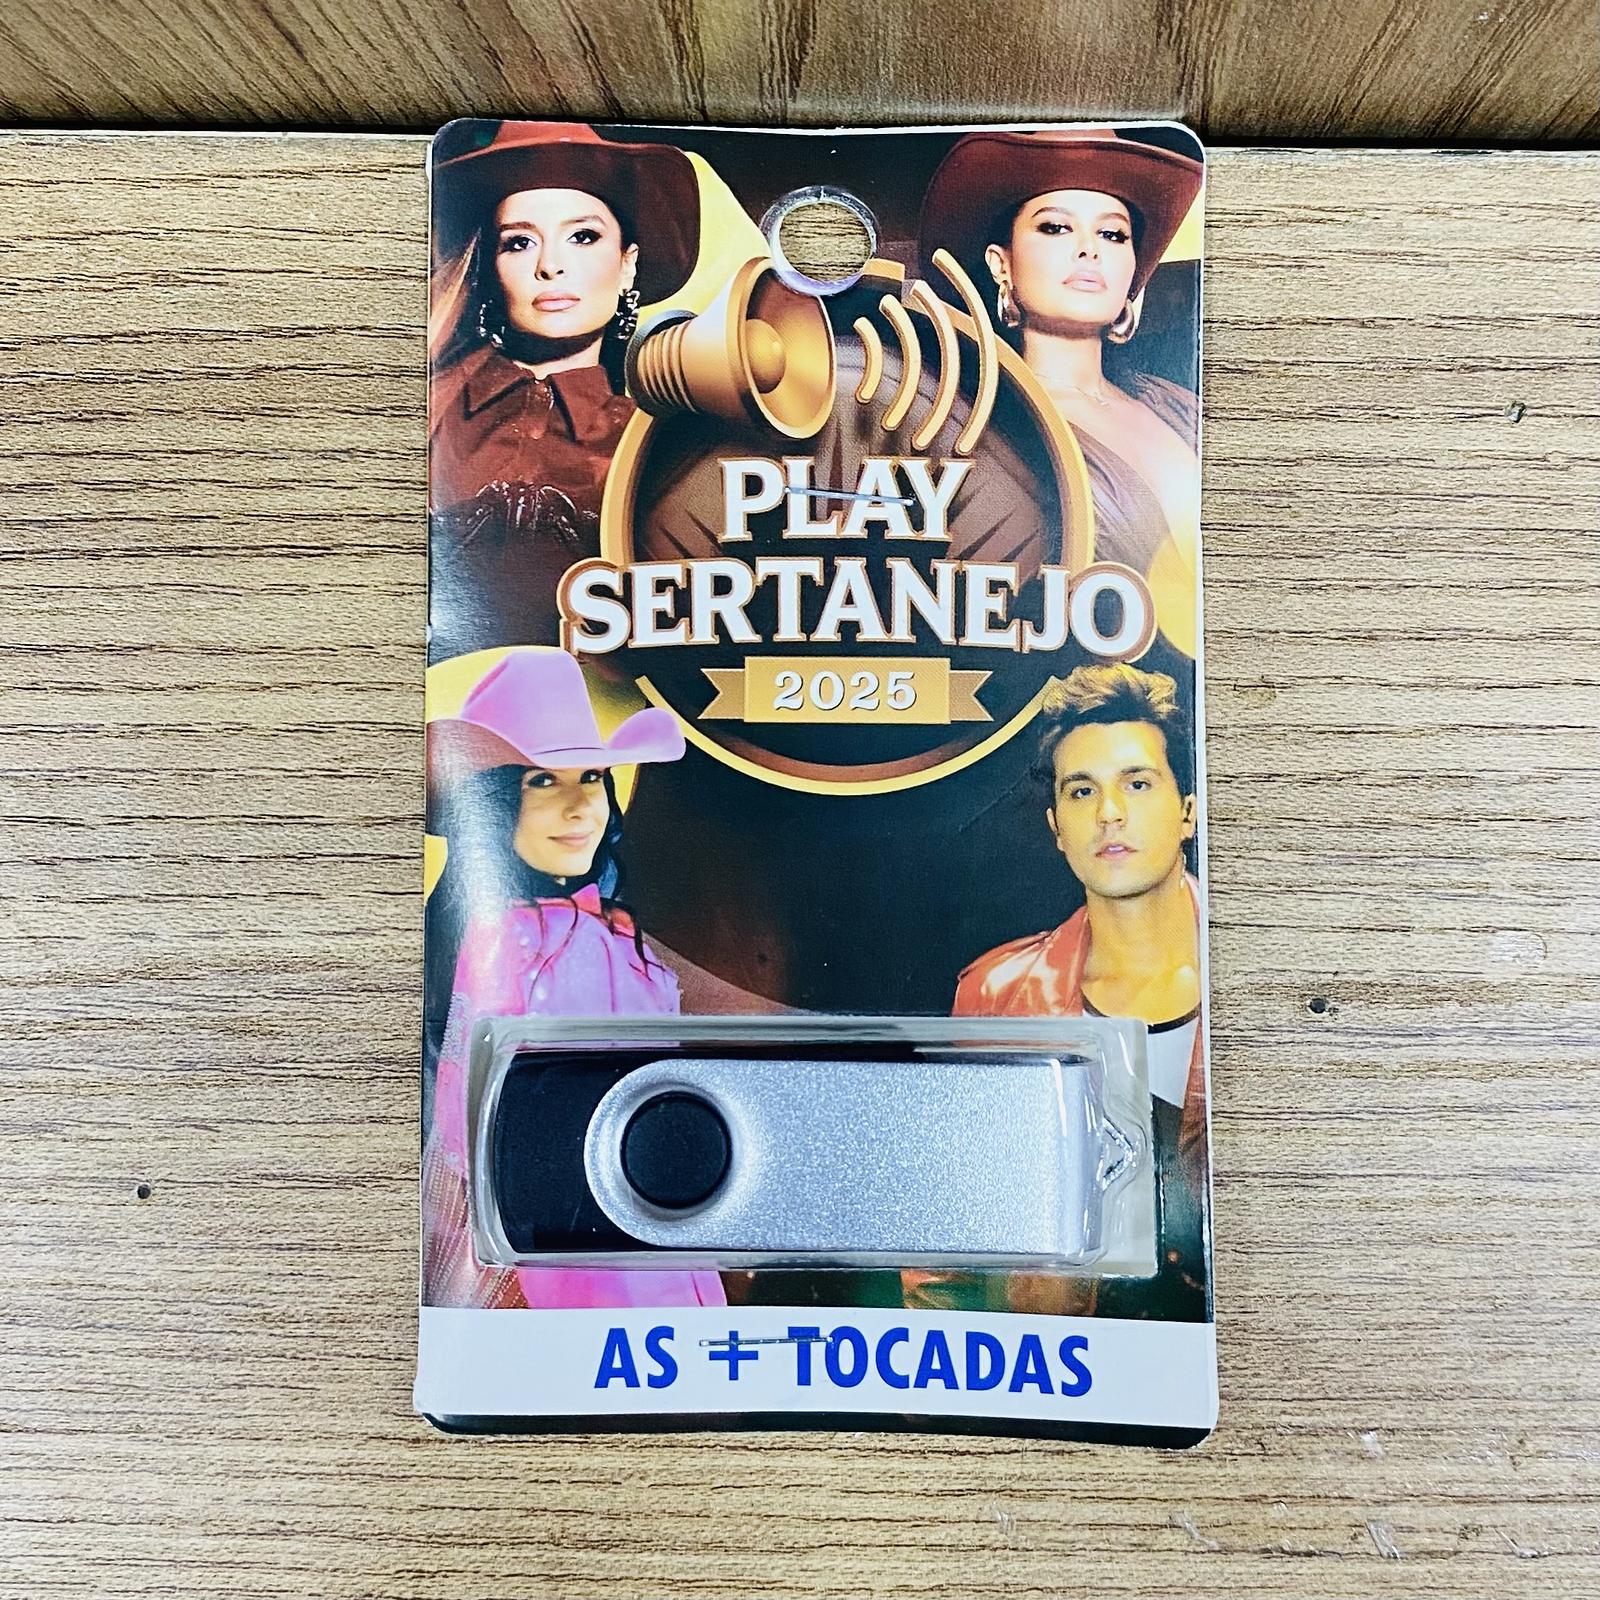 PLAY
SERTANEJO
2025
AS + TOCADAS